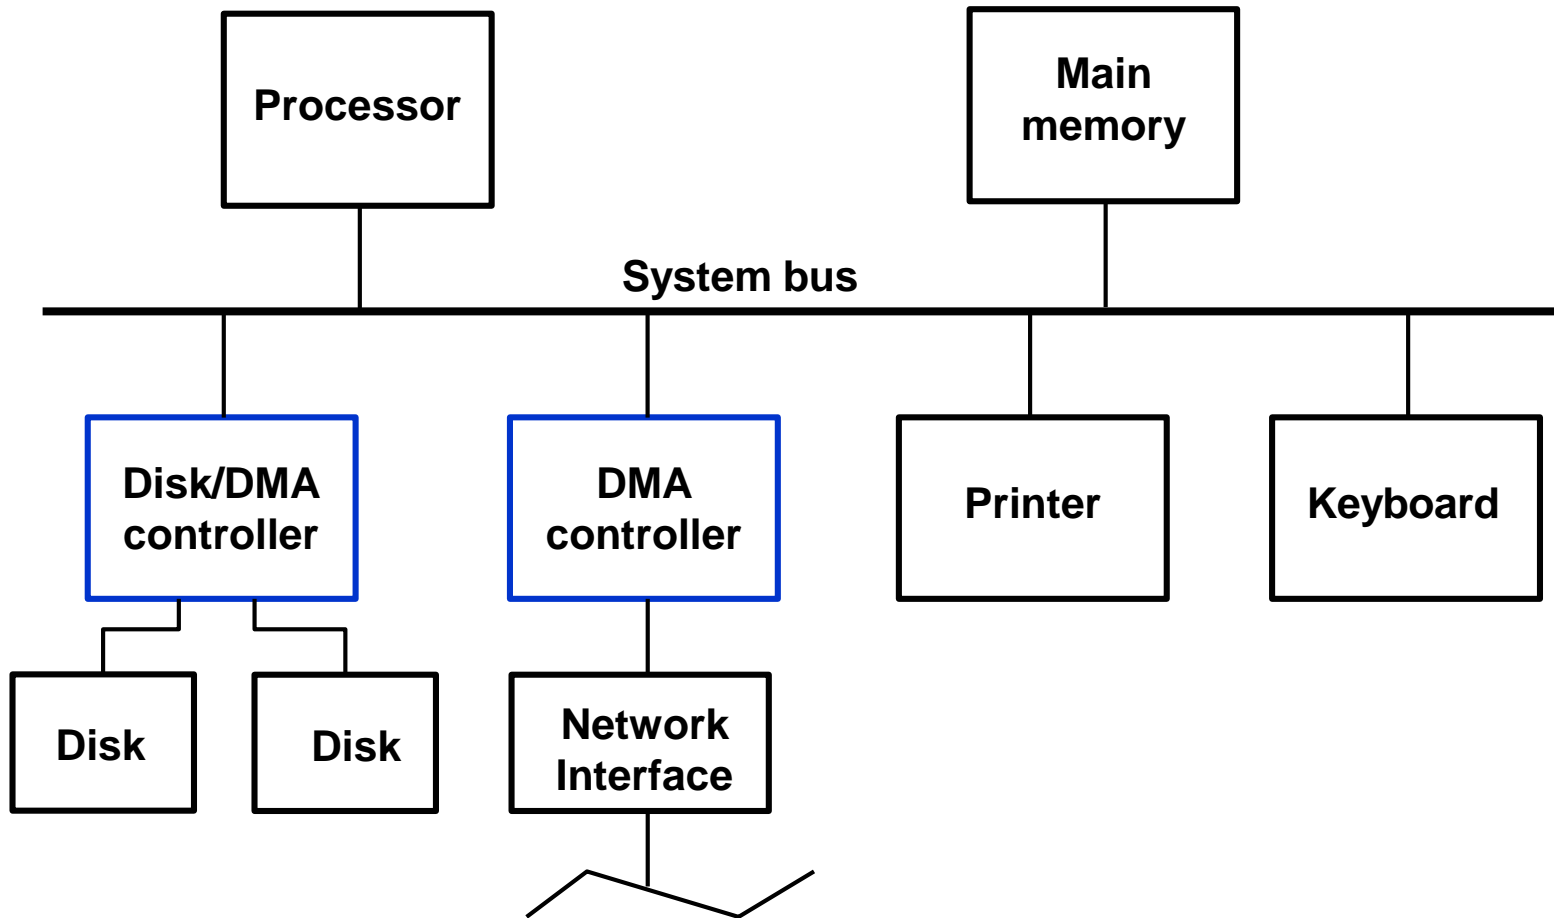 Processor
Main
memory
System bus
Disk/DMA
controller
DMA
controller
Printer
Keyboard
Disk
Disk
Network
Interface